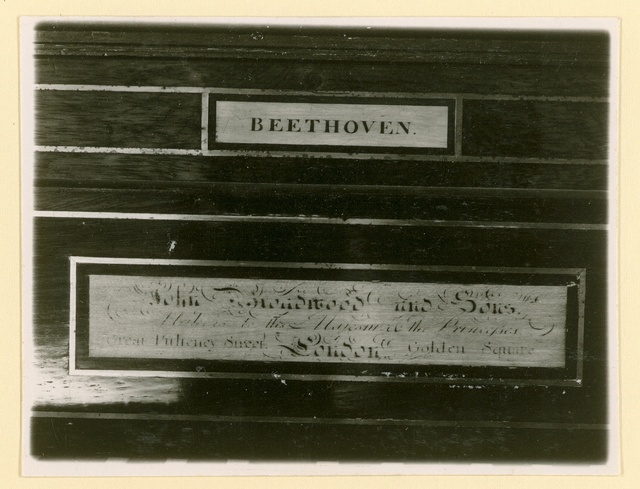 BEETHOVEN.
John Broadwood and Sons,
Makers to His Majesty & the Princesses
Great Pulteney Street London Golden Square